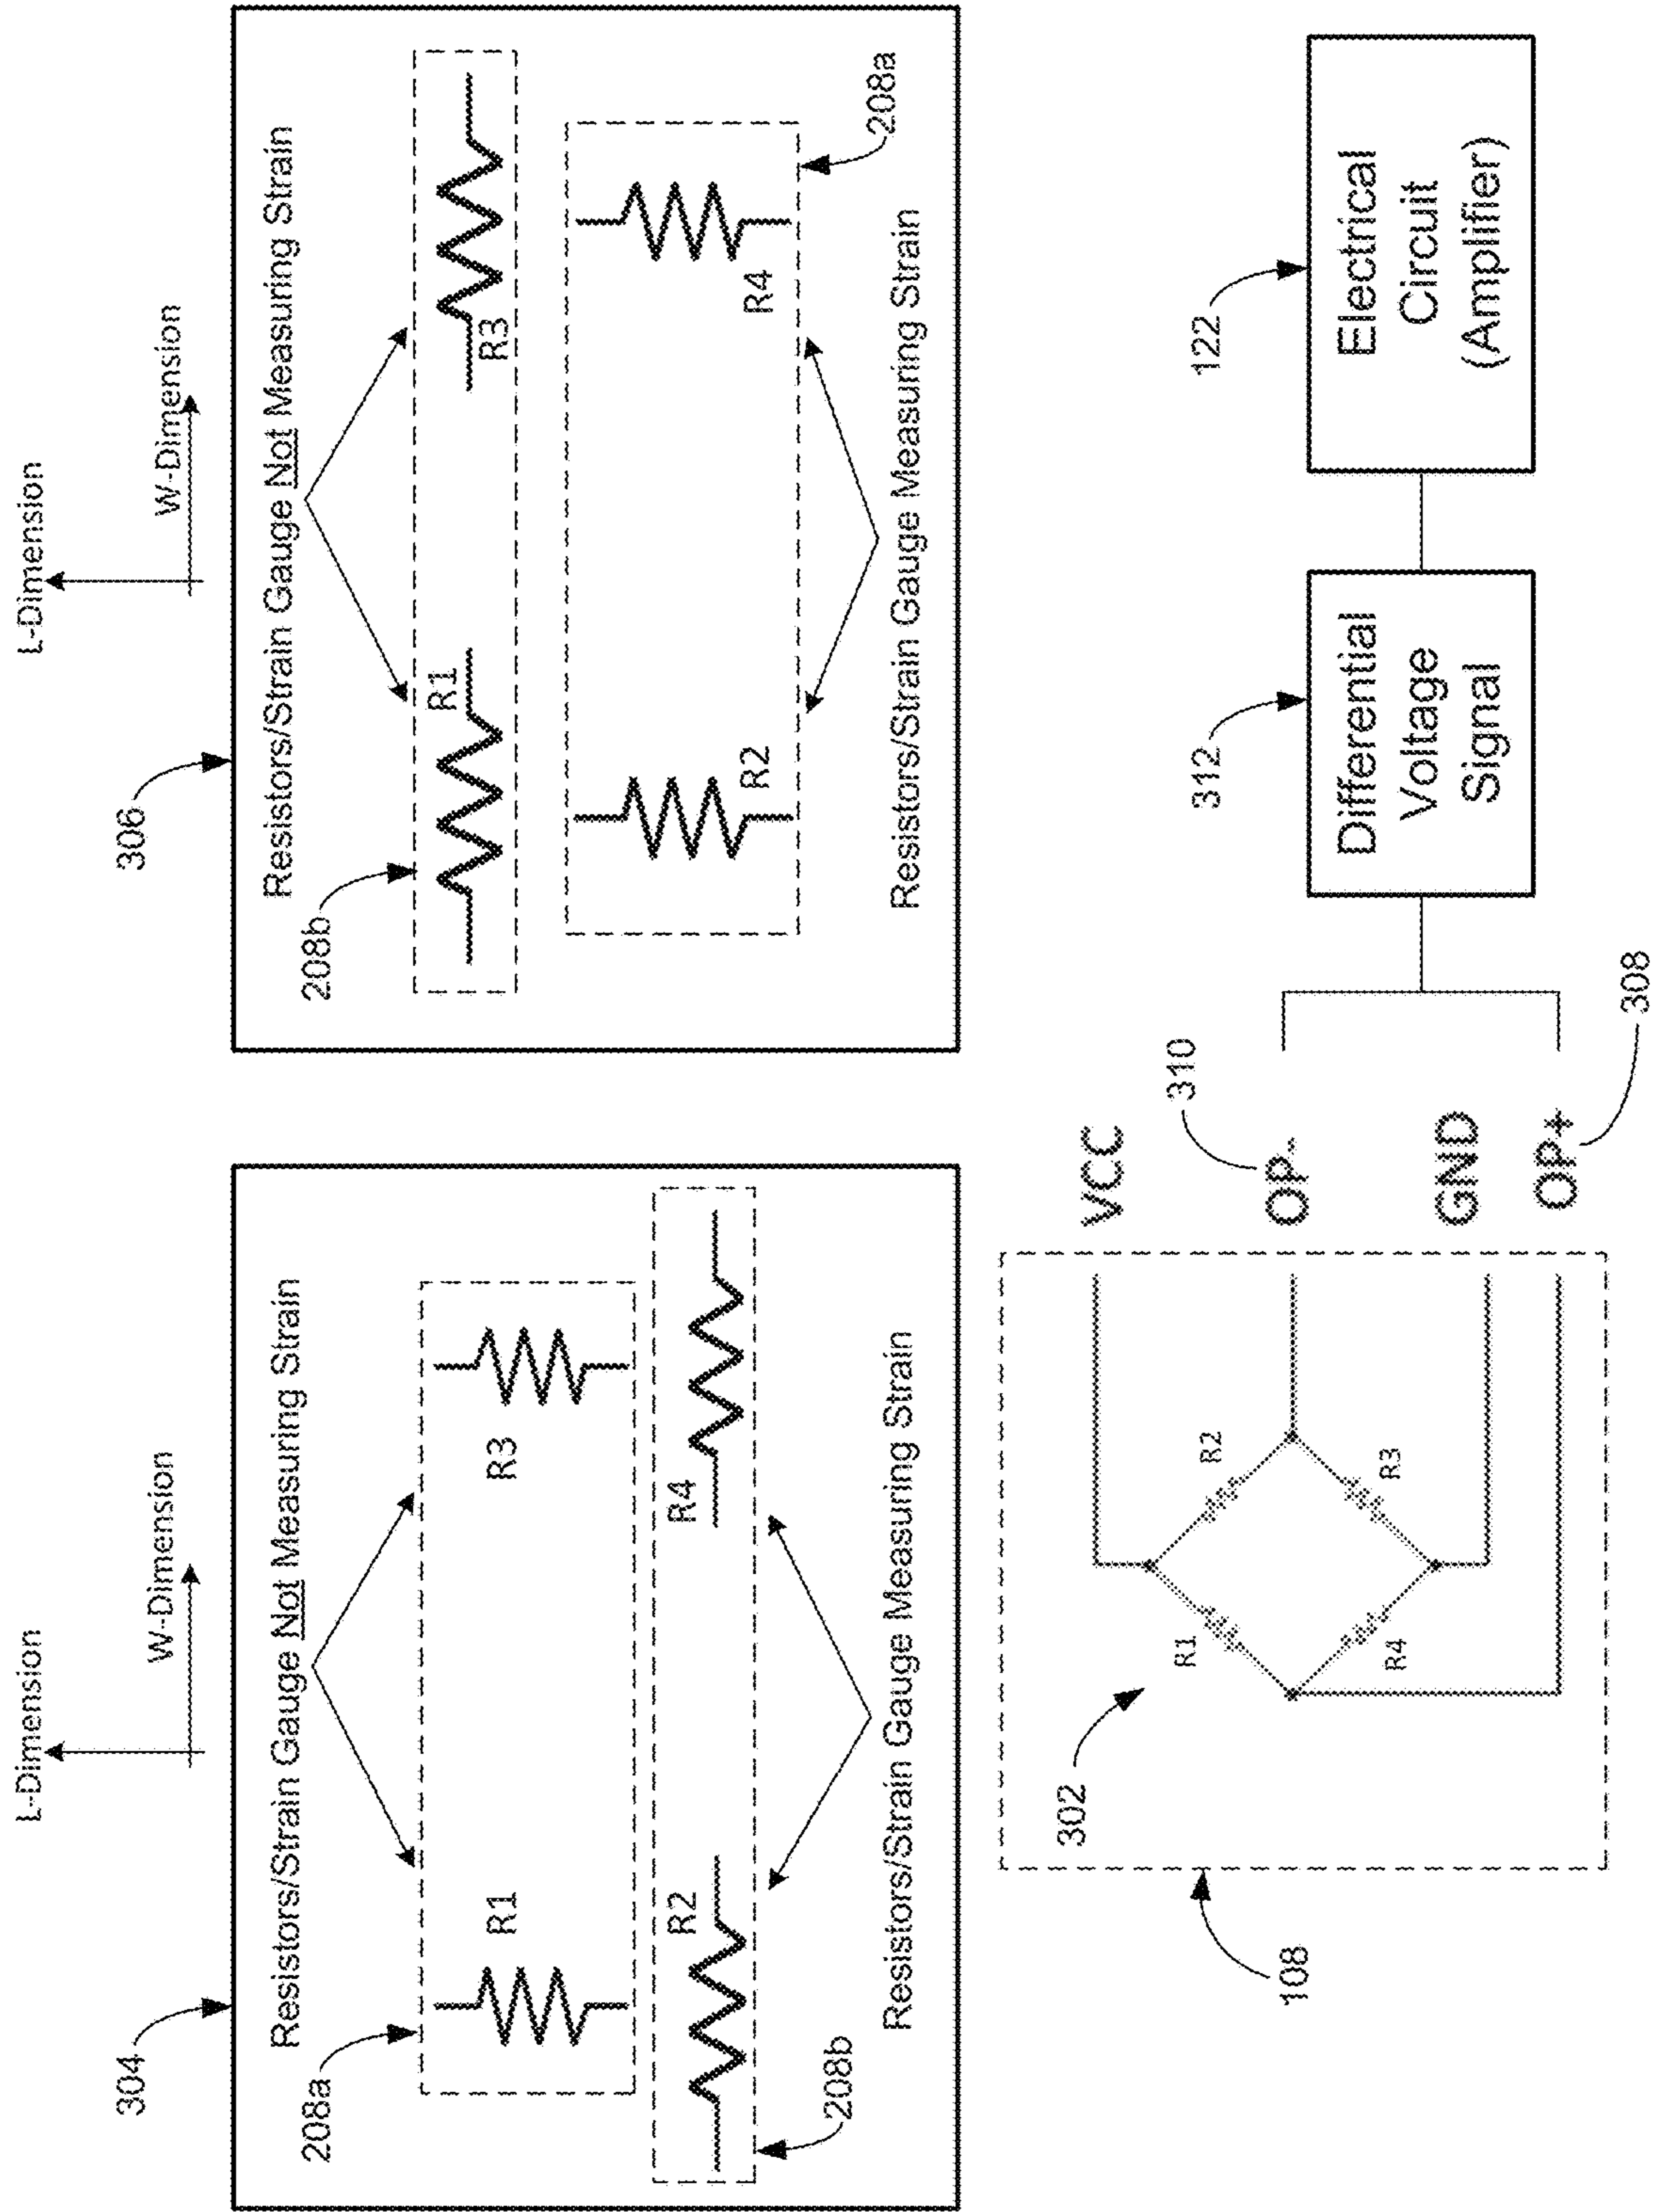 L-Dimension
W-Dimension
304
Resistors/Strain Gauge Not Measuring Strain
208a
R1
R3
R2
R4
208b
Resistors/Strain Gauge Measuring Strain
L-Dimension
W-Dimension
306
Resistors/Strain Gauge Not Measuring Strain
208b
R1
R3
R2
R4
208a
Resistors/Strain Gauge Measuring Strain
108
302
R1
R2
R4
R3
VCC
OP-
GND
OP+
310
308
312
Differential
Voltage
Signal
122
Electrical
Circuit
(Amplifier)